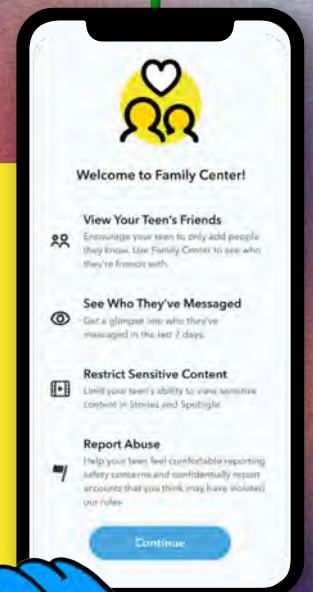 Welcome to Family Center!
View Your Teen's Friends
Encourage your teen to only add people
they know. Use Family Center to see who
they're friends with.
See Who They've Messaged
Get a glimpse into who they've
messaged in the last 7 days.
Restrict Sensitive Content
Limit your teen's ability to view sensitive
content in Stories and Spotlight.
Report Abuse
Help your teen feel comfortable reporting
safety concerns and confidentially report
accounts that you think may have violated
our rules.
Continue